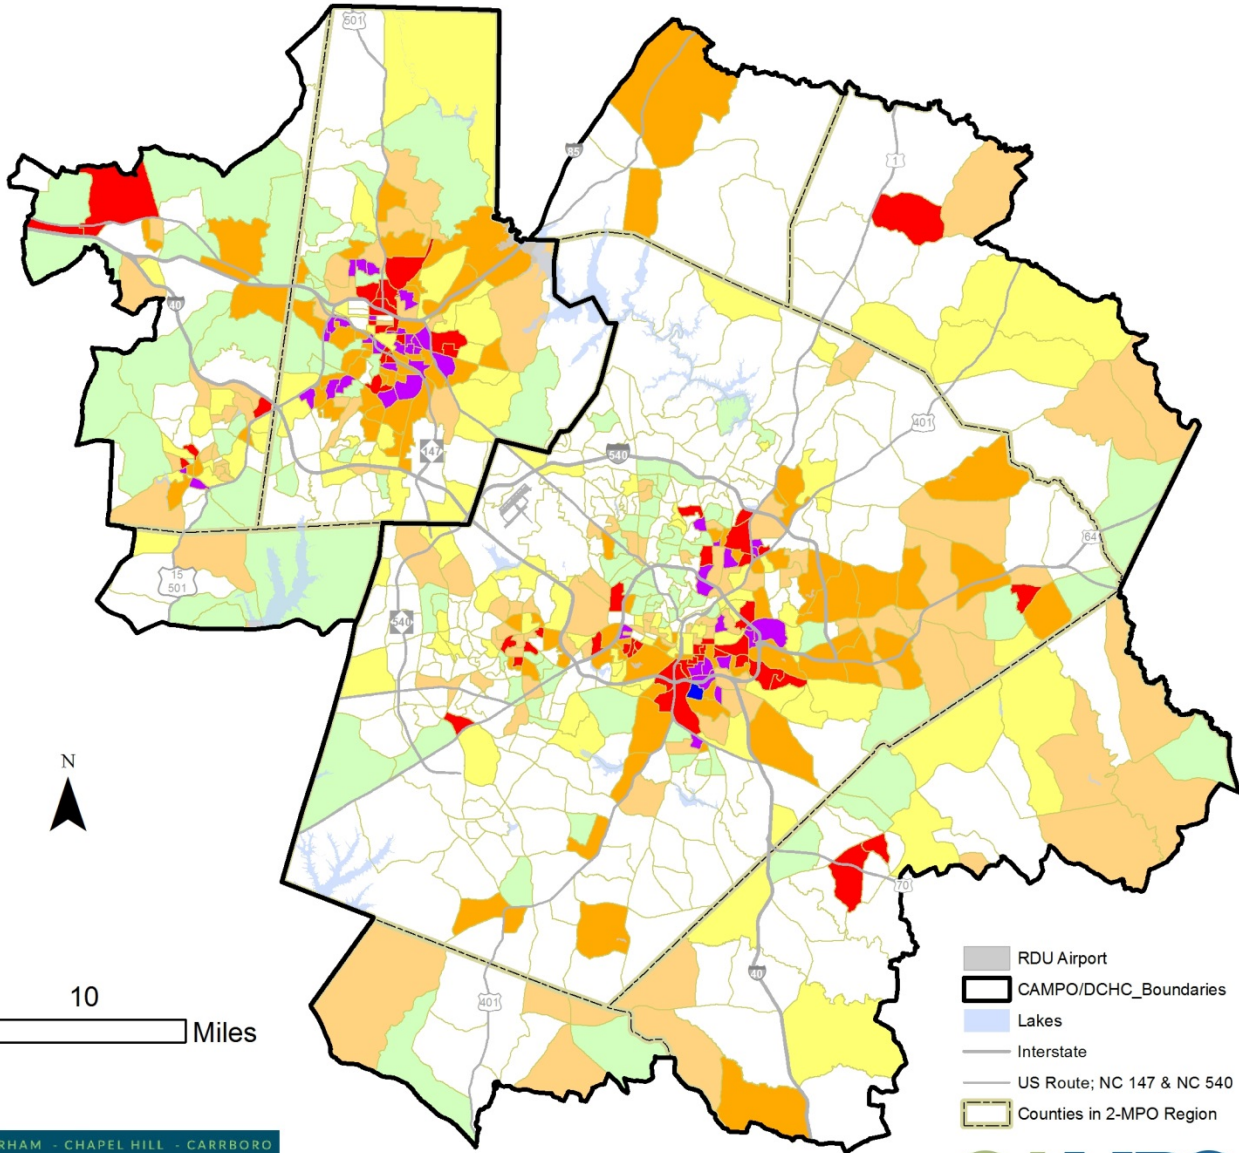 501
85
1
40
401
147
540
64
15
501
540
N
70
10
Miles
40
401
RDU Airport
CAMPO/DCHC_Boundaries
Lakes
Interstate
US Route; NC 147 & NC 540
Counties in 2-MPO Region
RHAM - CHAPEL HILL - CARRBORO